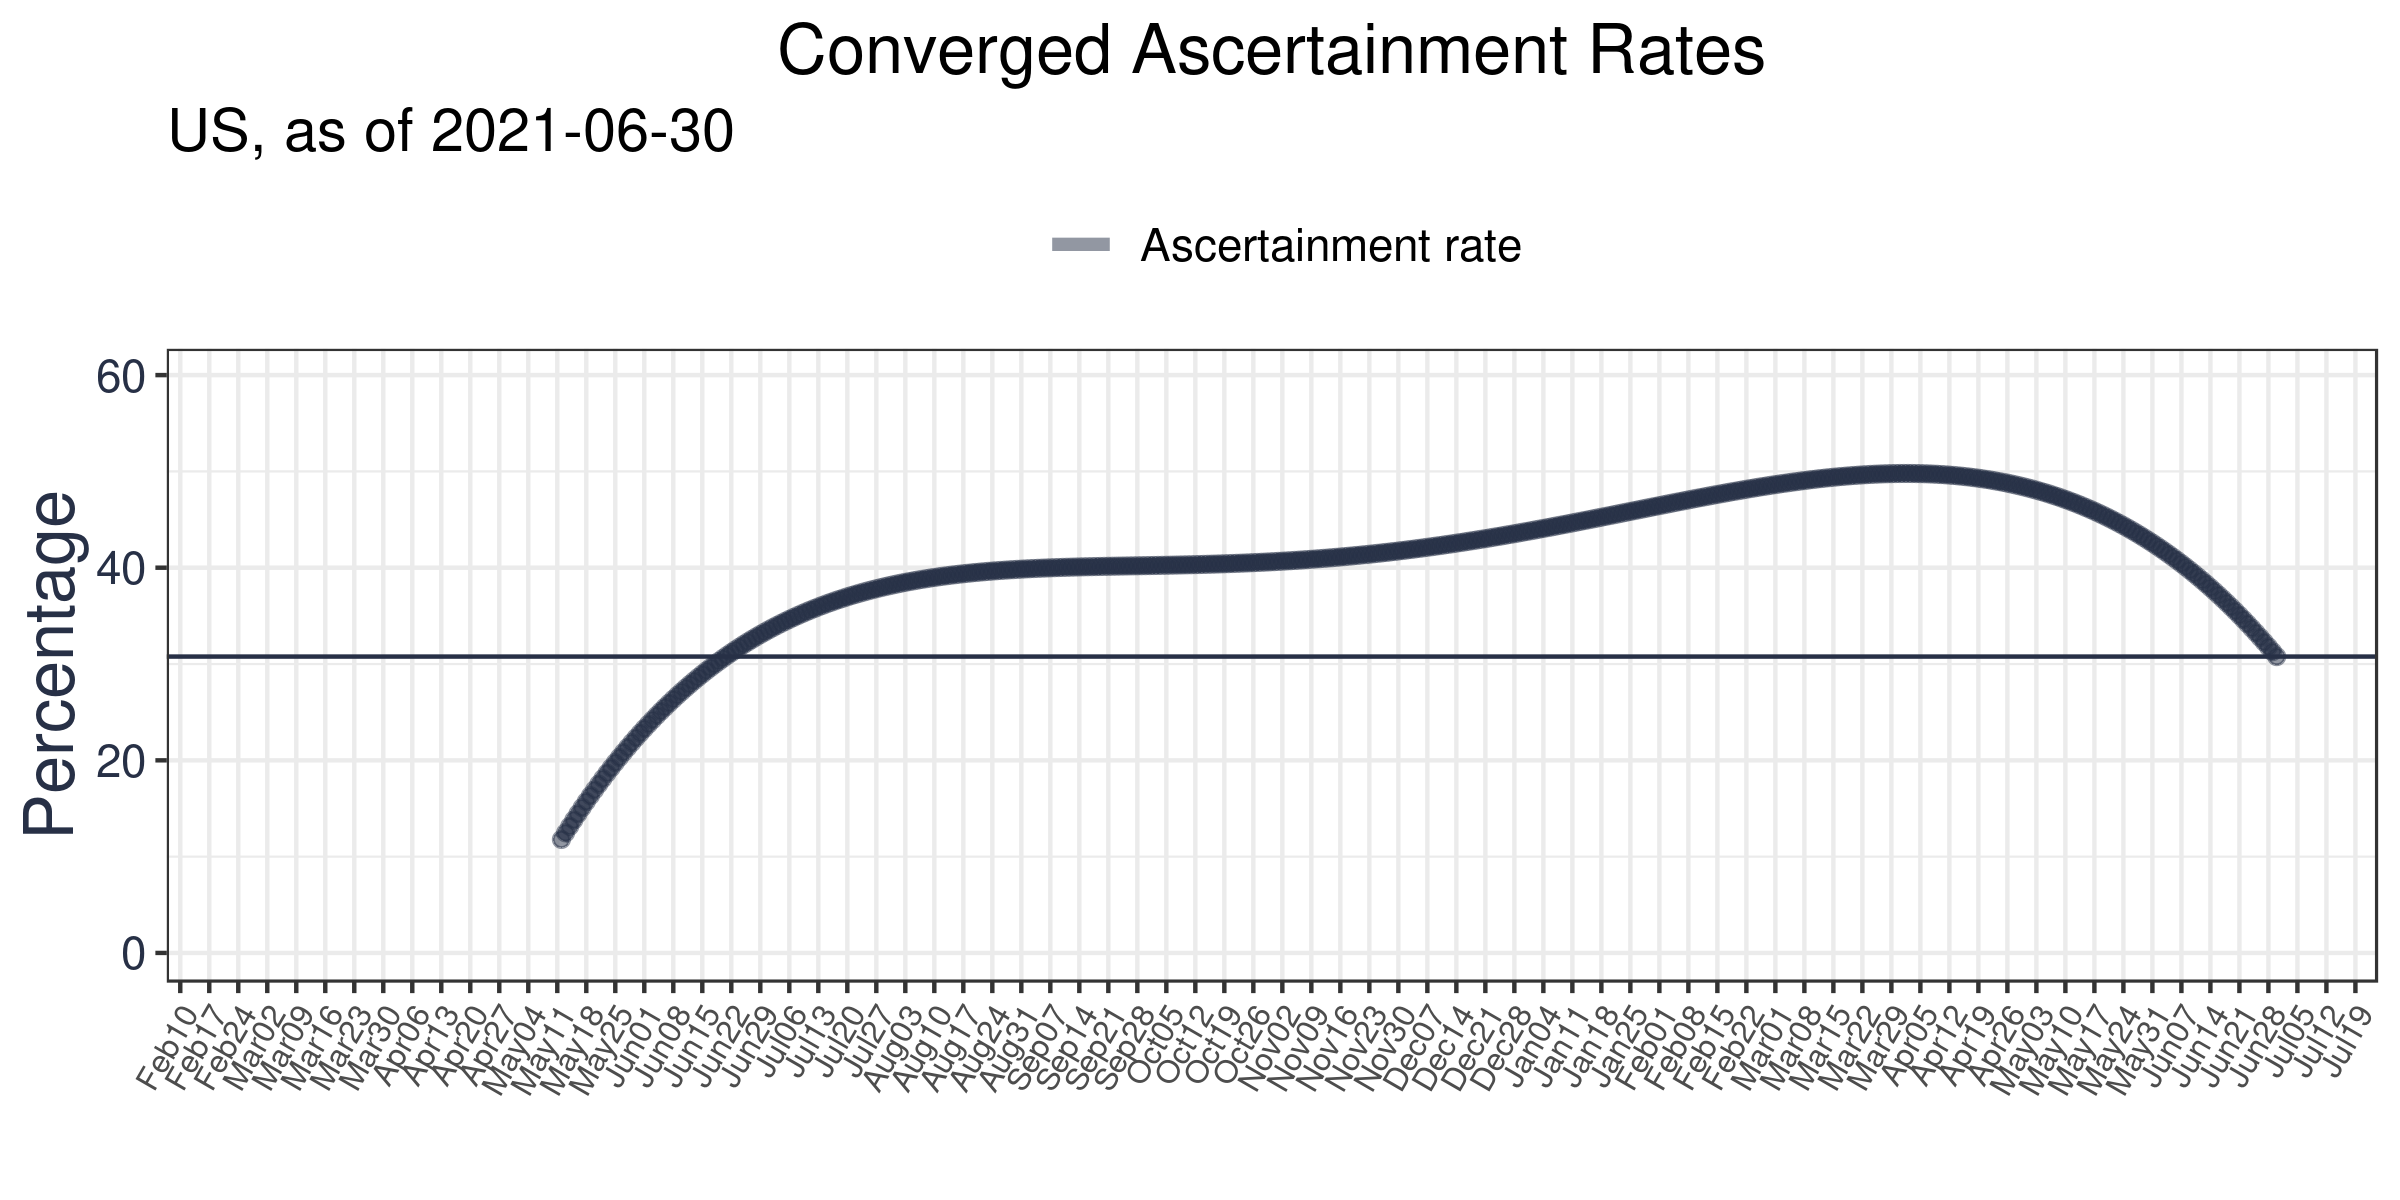 Converged Ascertainment Rates
US, as of 2021-06-30
Ascertainment rate
Percentage
60
40
20
0
Feb10
Feb17
Feb24
Mar02
Mar09
Mar16
Mar23
Mar30
Apr06
Apr13
Apr20
Apr27
May04
May11
May18
May25
Jun01
Jun08
Jun15
Jun22
Jun29
Jul06
Jul13
Jul20
Jul27
Aug03
Aug10
Aug17
Aug24
Aug31
Sep07
Sep14
Sep21
Sep28
Oct05
Oct12
Oct19
Oct26
Nov02
Nov09
Nov16
Nov23
Nov30
Dec07
Dec14
Dec21
Dec28
Jan04
Jan11
Jan18
Jan25
Feb01
Feb08
Feb15
Feb22
Mar01
Mar08
Mar15
Mar22
Mar29
Apr05
Apr12
Apr19
Apr26
May03
May10
May17
May24
May31
Jun07
Jun14
Jun21
Jun28
Jul05
Jul12
Jul19